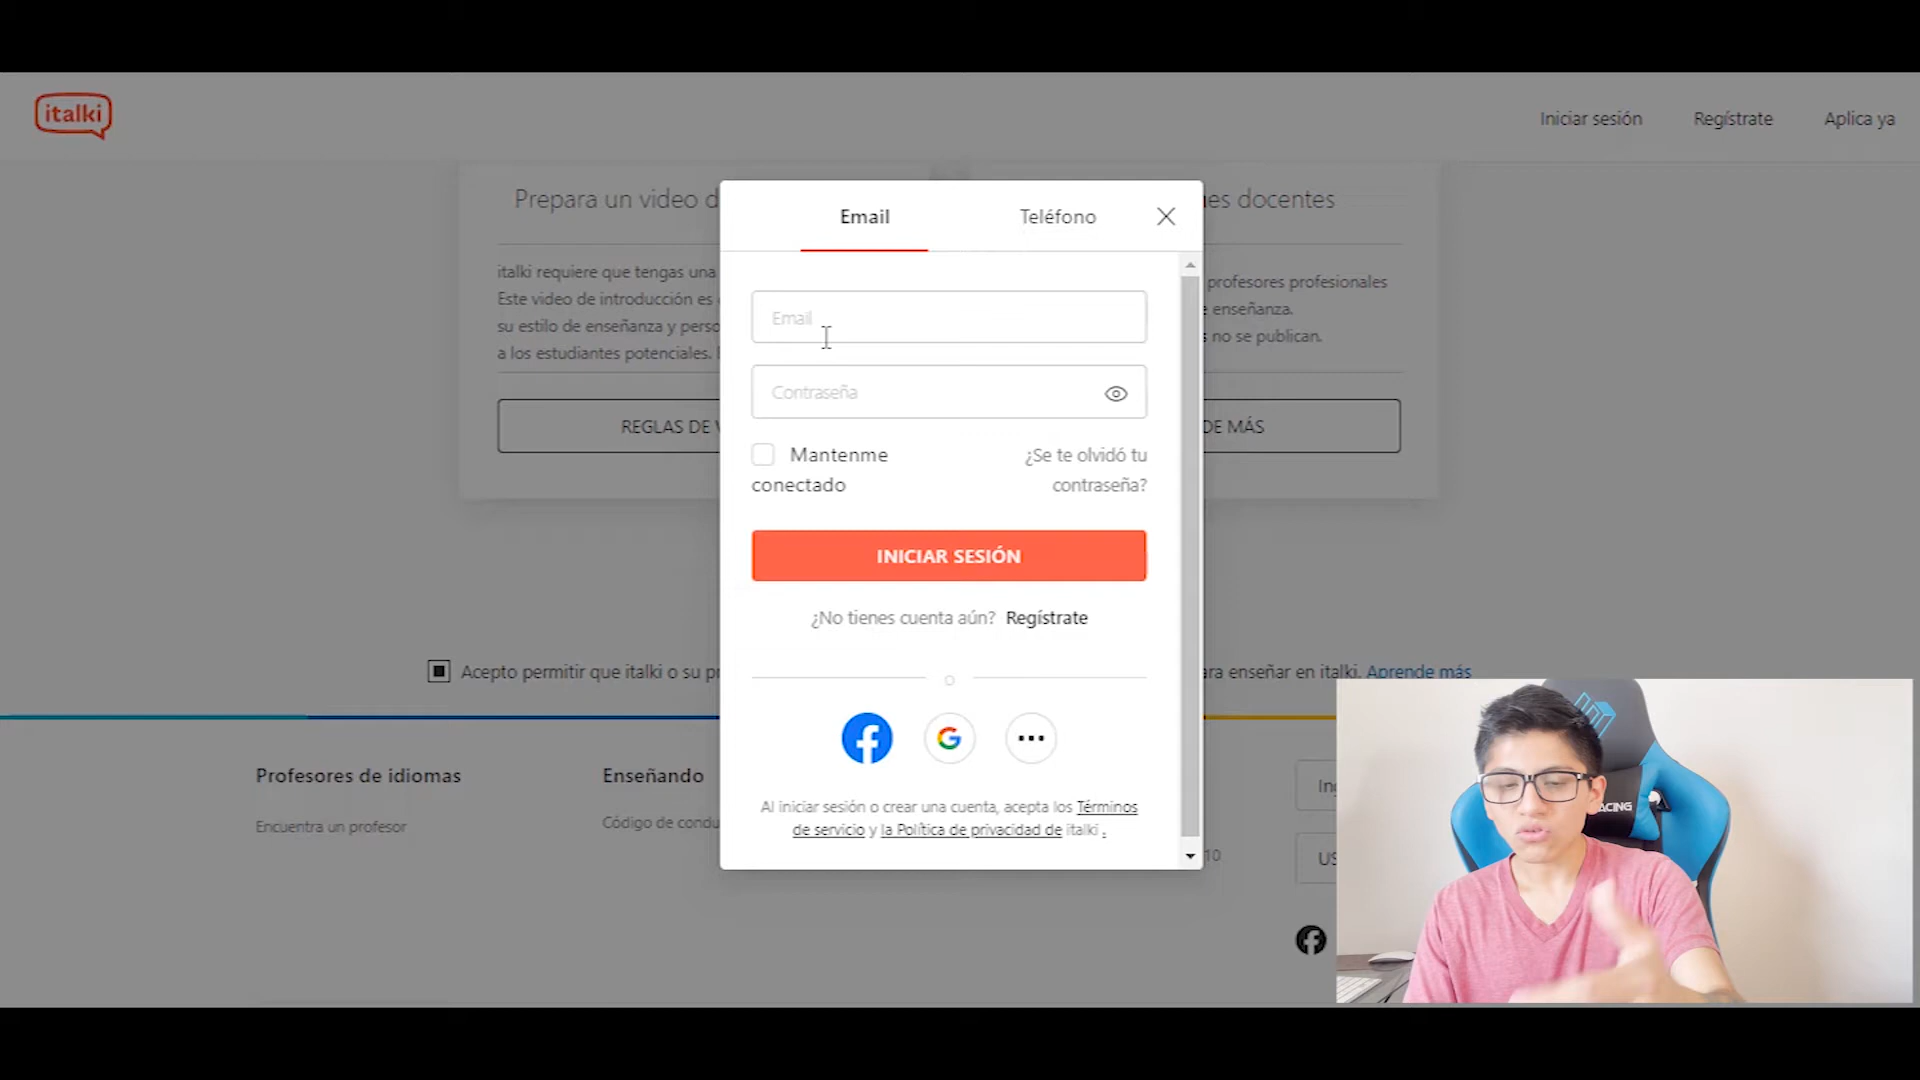 italki
Iniciar sesión
Regístrate
Aplica ya
Prepara un video d
es docentes
italki requiere que tengas una
Este video de introducción es
su estilo de enseñanza y perso
a los estudiantes potenciales.
profesores profesionales
enseñanza.
no se publican.
REGLAS DE V
DE MÁS
Email
Teléfono
Email
Contraseña
Mantenme
conectado
¿Se te olvidó tu
contraseña?
INICIAR SESIÓN
¿No tienes cuenta aún? Regístrate
o
Al iniciar sesión o crear una cuenta, acepta los Términos
de servicio y la Política de privacidad de italki .
Acepto permitir que italki o su pr
ara enseñar en italki. Aprende más
Profesores de idiomas
Encuentra un profesor
Enseñando
Código de condu
10
Ing
US
ACING